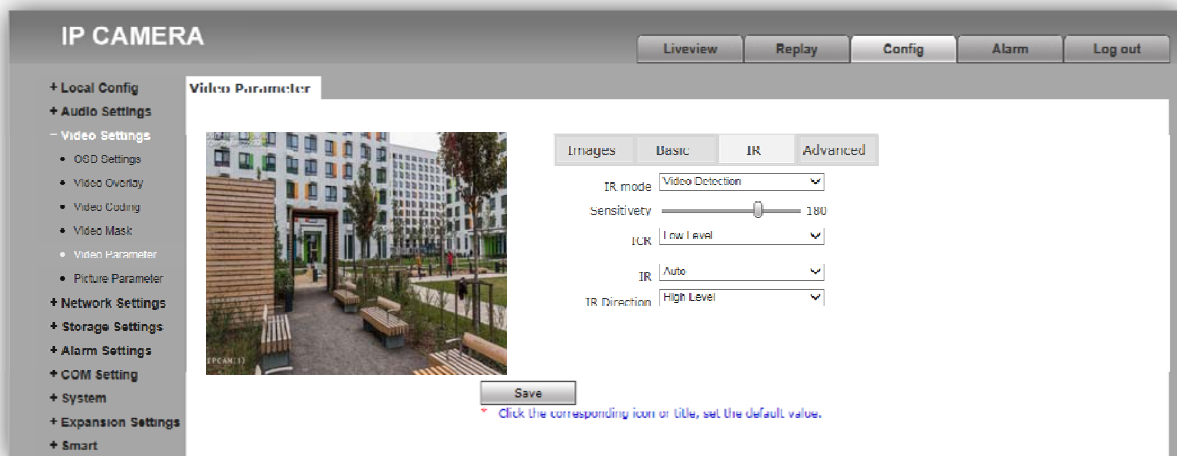 IP CAMERA
Liveview
Replay
Config
Alarm
Log out
+ Local Config
+ Audio Settings
− Video Settings
• OSD Settings
• Video Overlay
• Video Coding
• Video Mask
• Video Parameter
• Picture Parameter
+ Network Settings
+ Storage Settings
+ Alarm Settings
+ COM Setting
+ System
+ Expansion Settings
+ Smart
Video Parameter
IPCAM(1)
Images
Basic
IR
Advanced
IR mode Video Detection
Sensitivety 180
ICR Low Level
IR Auto
IR Direction High Level
Save
* Click the corresponding icon or title, set the default value.